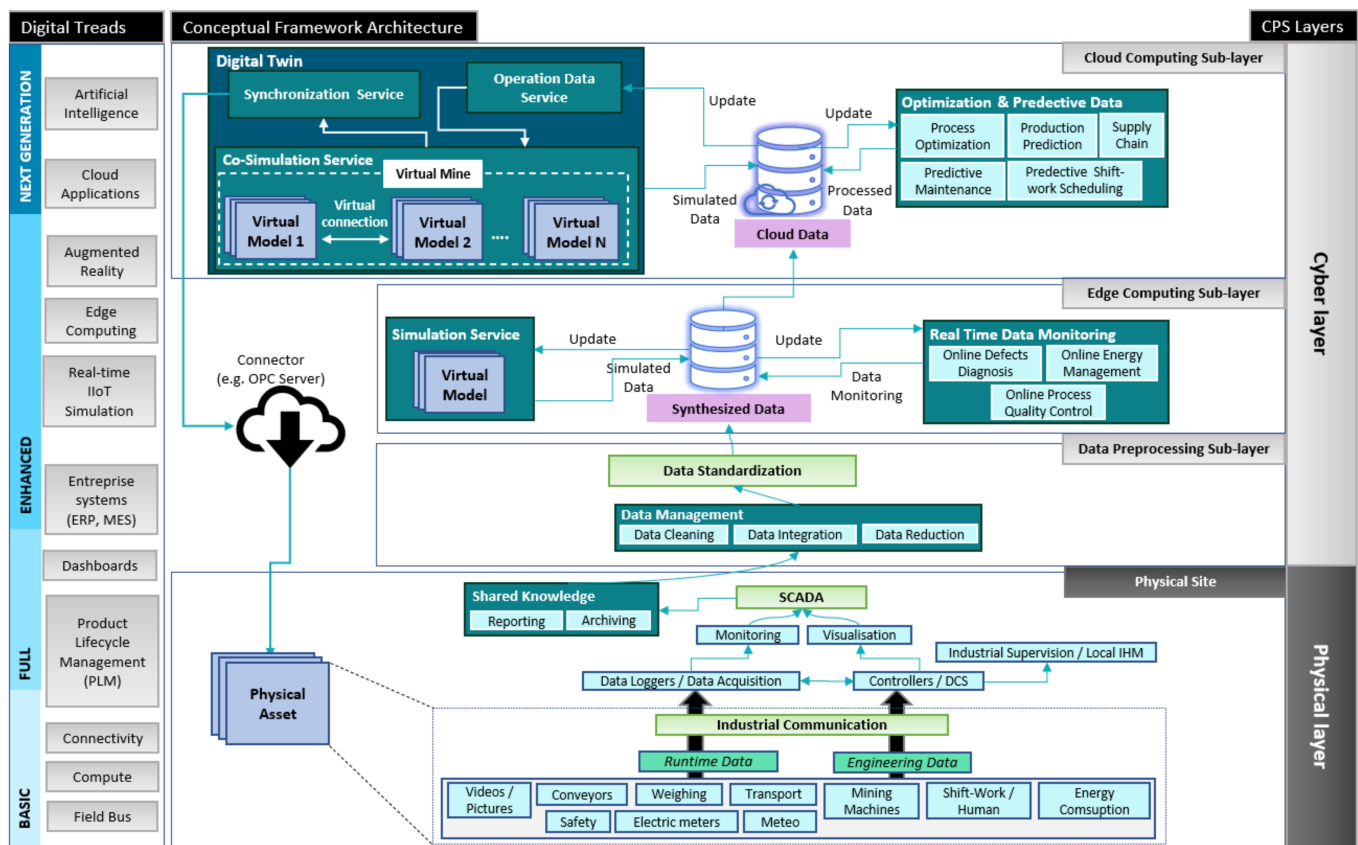 Digital Treads
Conceptual Framework Architecture
CPS Layers
NEXT GENERATION
ENHANCED
FULL
BASIC
Artificial
Intelligence
Cloud
Applications
Augmented
Reality
Edge
Computing
Real-time
IIoT
Simulation
Entreprise
systems
(ERP, MES)
Dashboards
Product
Lifecycle
Management
(PLM)
Connectivity
Compute
Field Bus
Cloud Computing Sub-layer
Digital Twin
Synchronization Service
Operation Data
Service
Co-Simulation Service
Virtual Mine
Virtual
Model 1
Virtual
connection
Virtual
Model 2
....
Virtual
Model N
Update
Update
Simulated
Data
Processed
Data
Cloud Data
Optimization & Predective Data
Process
Optimization
Production
Prediction
Supply
Chain
Predictive
Maintenance
Predective Shift-
work Scheduling
Edge Computing Sub-layer
Simulation Service
Virtual
Model
Update
Simulated
Data
Update
Data
Monitoring
Synthesized Data
Real Time Data Monitoring
Online Defects
Diagnosis
Online Energy
Management
Online Process
Quality Control
Connector
(e.g. OPC Server)
Data Preprocessing Sub-layer
Data Standardization
Data Management
Data Cleaning
Data Integration
Data Reduction
Physical Site
Shared Knowledge
Reporting
Archiving
SCADA
Monitoring
Visualisation
Industrial Supervision / Local IHM
Data Loggers / Data Acquisition
Controllers / DCS
Physical
Asset
Industrial Communication
Runtime Data
Engineering Data
Videos /
Pictures
Conveyors
Weighing
Transport
Mining
Machines
Shift-Work /
Human
Energy
Comsuption
Safety
Electric meters
Meteo
Cyber layer
Physical layer